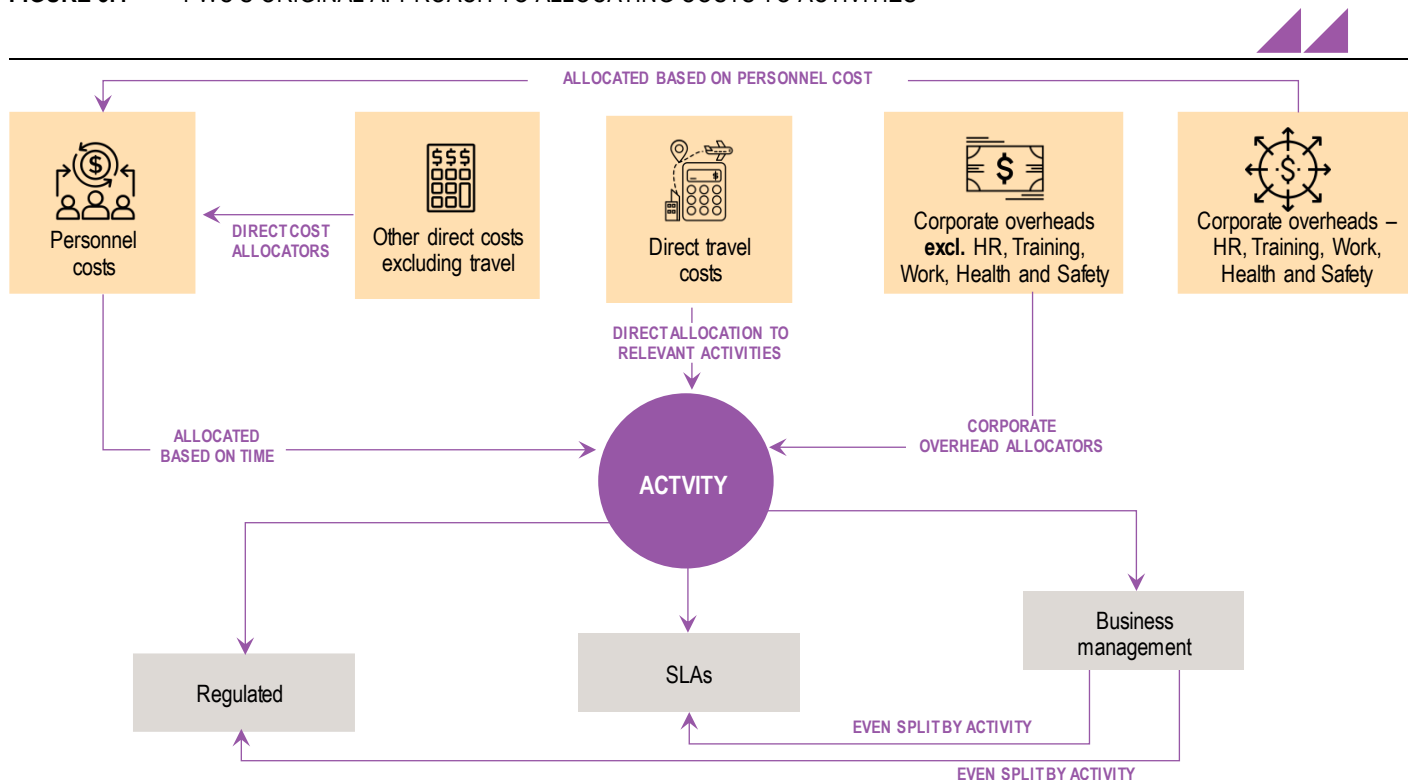 ALLOCATED BASED ON PERSONNEL COST
Personnel
costs
DIRECT COST
ALLOCATORS
$$$
Other direct costs
excluding travel
Direct travel
costs
Corporate overheads
excl. HR, Training,
Work, Health and Safety
Corporate overheads –
HR, Training, Work,
Health and Safety
DIRECT ALLOCATION TO
RELEVANT ACTIVITIES
ALLOCATED
BASED ON TIME
CORPORATE
OVERHEAD ALLOCATORS
ACTVITY
Regulated
SLAs
Business
management
EVEN SPLIT BY ACTIVITY
EVEN SPLIT BY ACTIVITY